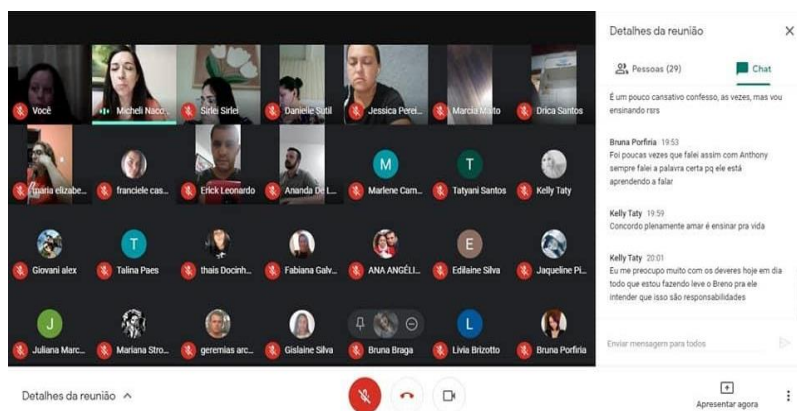 Detalhes da reunião
Pessoas (29)
Chat
É um pouco cansativo confesso, as vezes, mas vou
ensinando rsrs
Bruna Porfiria 19:53
Foi poucas vezes que falei assim com Anthony
sempre falei a palavra certa pq ele está
aprendendo a falar
Kelly Taty 19:59
Concordo plenamente amar é ensinar pra vida
Kelly Taty 20:01
Eu me preocupo muito com os deveres hoje em dia
todo que estou fazendo leve o Breno pra ele
intender que isso são responsabilidades
Enviar mensagem para todos
Você
Micheli Naco...
Sirlei Sirlei
Danielle Sutil
Jessica Perei...
Marcia Maito
Drica Santos
maria elizabe...
franciele cas...
Erick Leonardo
Ananda De L...
M
Marlene Cam...
T
Tatyani Santos
Kelly Taty
Giovani alex
T
Talina Paes
thais Docinh...
Fabiana Galv...
ANA ANGÉLI...
E
Edilaine Silva
Jaqueline Pi...
J
Juliana Marc...
Mariana Stro...
geremias arc...
Gislaine Silva
Bruna Braga
L
Livia Brizotto
Bruna Porfiria
Detalhes da reunião
Apresentar agora